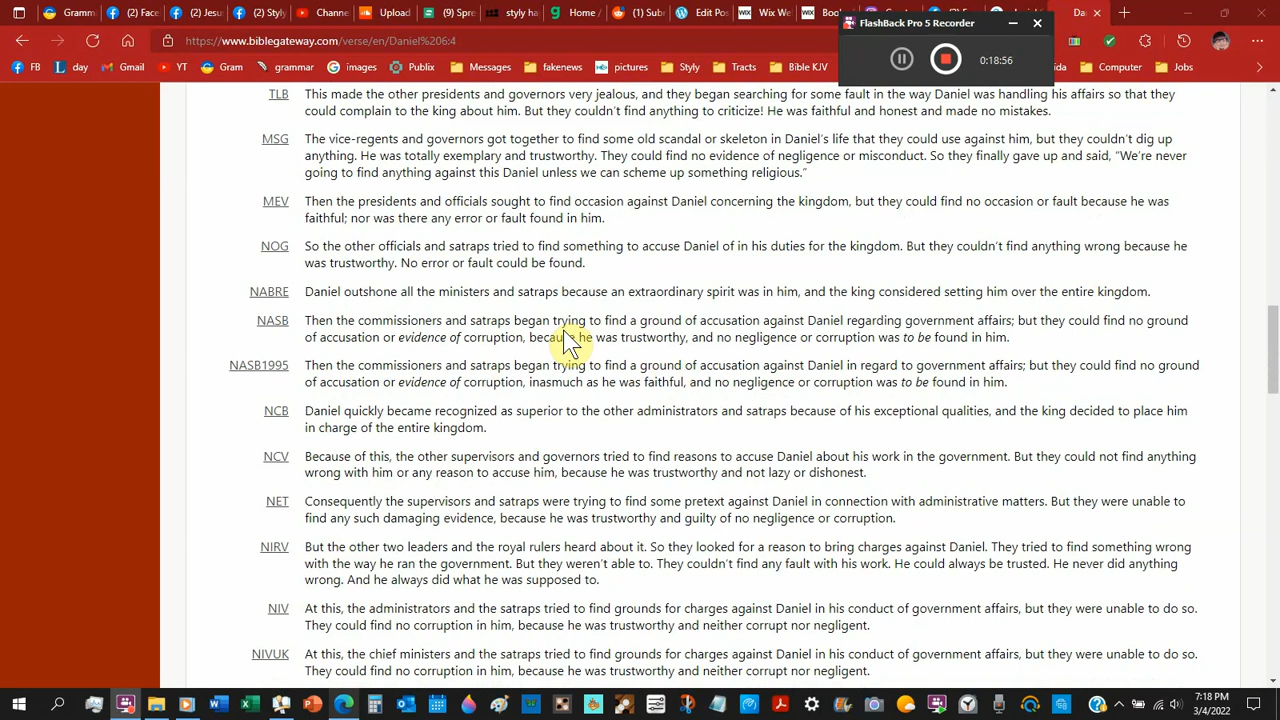 Gramm
(2) Face
(2) Jesu
(2) Styl
Channe
Upload
(9) Spre
styly ha
Home /
(1) Subm
Edit Pos
Wix We
Boo
Da
FlashBack Pro 5 Recorder
https://www.biblegateway.com/verse/en/Daniel%206:4
0:18:56
FB
day
Gmail
YT
grammar
images
Publix
Messages
fakenews
pictures
Styly
Tracts
Bible KJV
Computer
Jobs
TLB This made the other presidents and governors very jealous, and they began searching for some fault in the way Daniel was handling his affairs so that they
could complain to the king about him. But they couldn't find anything to criticize! He was faithful and honest and made no mistakes.
MSG The vice-regents and governors got together to find some old scandal or skeleton in Daniel's life that they could use against him, but they couldn't dig up
anything. He was totally exemplary and trustworthy. They could find no evidence of negligence or misconduct. So they finally gave up and said, “We're never
going to find anything against this Daniel unless we can scheme up something religious.”
MEV Then the presidents and officials sought to find occasion against Daniel concerning the kingdom, but they could find no occasion or fault because he was
faithful; nor was there any error or fault found in him.
NOG So the other officials and satraps tried to find something to accuse Daniel of in his duties for the kingdom. But they couldn't find anything wrong because he
was trustworthy. No error or fault could be found.
NABRE Daniel outshone all the ministers and satraps because an extraordinary spirit was in him, and the king considered setting him over the entire kingdom.
NASB Then the commissioners and satraps began trying to find a ground of accusation against Daniel regarding government affairs; but they could find no ground
of accusation or evidence of corruption, because he was trustworthy, and no negligence or corruption was to be found in him.
NASB1995 Then the commissioners and satraps began trying to find a ground of accusation against Daniel in regard to government affairs; but they could find no ground
of accusation or evidence of corruption, inasmuch as he was faithful, and no negligence or corruption was to be found in him.
NCB Daniel quickly became recognized as superior to the other administrators and satraps because of his exceptional qualities, and the king decided to place him
in charge of the entire kingdom.
NCV Because of this, the other supervisors and governors tried to find reasons to accuse Daniel about his work in the government. But they could not find anything
wrong with him or any reason to accuse him, because he was trustworthy and not lazy or dishonest.
NET Consequently the supervisors and satraps were trying to find some pretext against Daniel in connection with administrative matters. But they were unable to
find any such damaging evidence, because he was trustworthy and guilty of no negligence or corruption.
NIRV But the other two leaders and the royal rulers heard about it. So they looked for a reason to bring charges against Daniel. They tried to find something wrong
with the way he ran the government. But they weren't able to. They couldn't find any fault with his work. He could always be trusted. He never did anything
wrong. And he always did what he was supposed to.
NIV At this, the administrators and the satraps tried to find grounds for charges against Daniel in his conduct of government affairs, but they were unable to do so.
They could find no corruption in him, because he was trustworthy and neither corrupt nor negligent.
NIVUK At this, the chief ministers and the satraps tried to find grounds for charges against Daniel in his conduct of government affairs, but they were unable to do so.
They could find no corruption in him, because he was trustworthy and neither corrupt nor negligent.
7:18 PM
3/4/2022